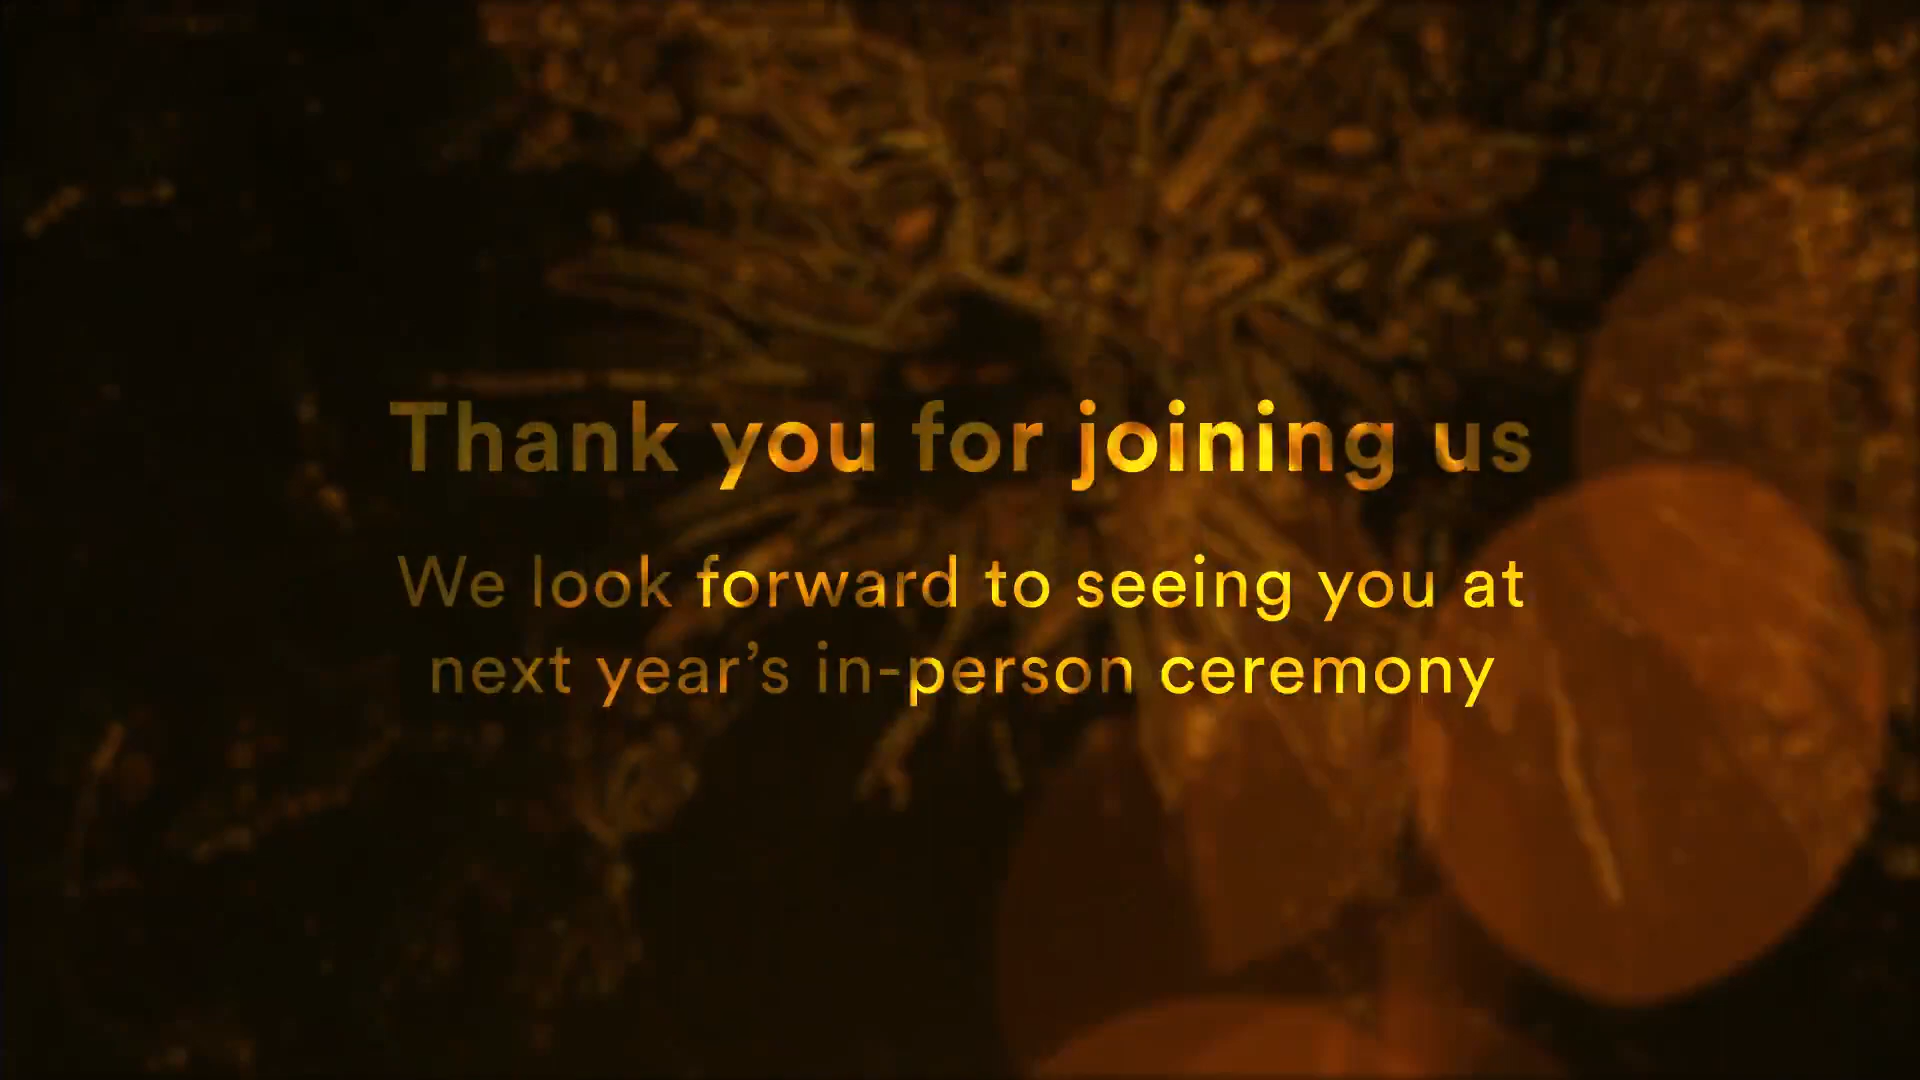 Thank you for joining us
We look forward to seeing you at
next year’s in-person ceremony